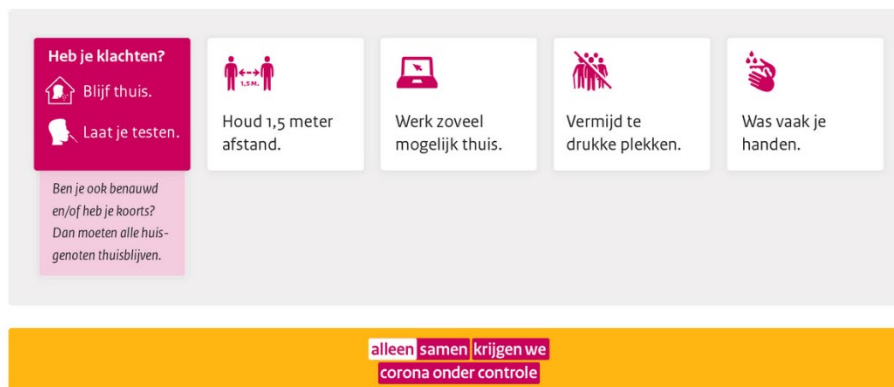 Heb je klachten?
Blijf thuis.
Laat je testen.
Ben je ook benauwd
en/of heb je koorts?
Dan moeten alle huis-
genoten thuisblijven.
1,5 M.
Houd 1,5 meter
afstand.
Werk zoveel
mogelijk thuis.
Vermijd te
drukke plekken.
Was vaak je
handen.
alleen samen krijgen we
corona onder controle